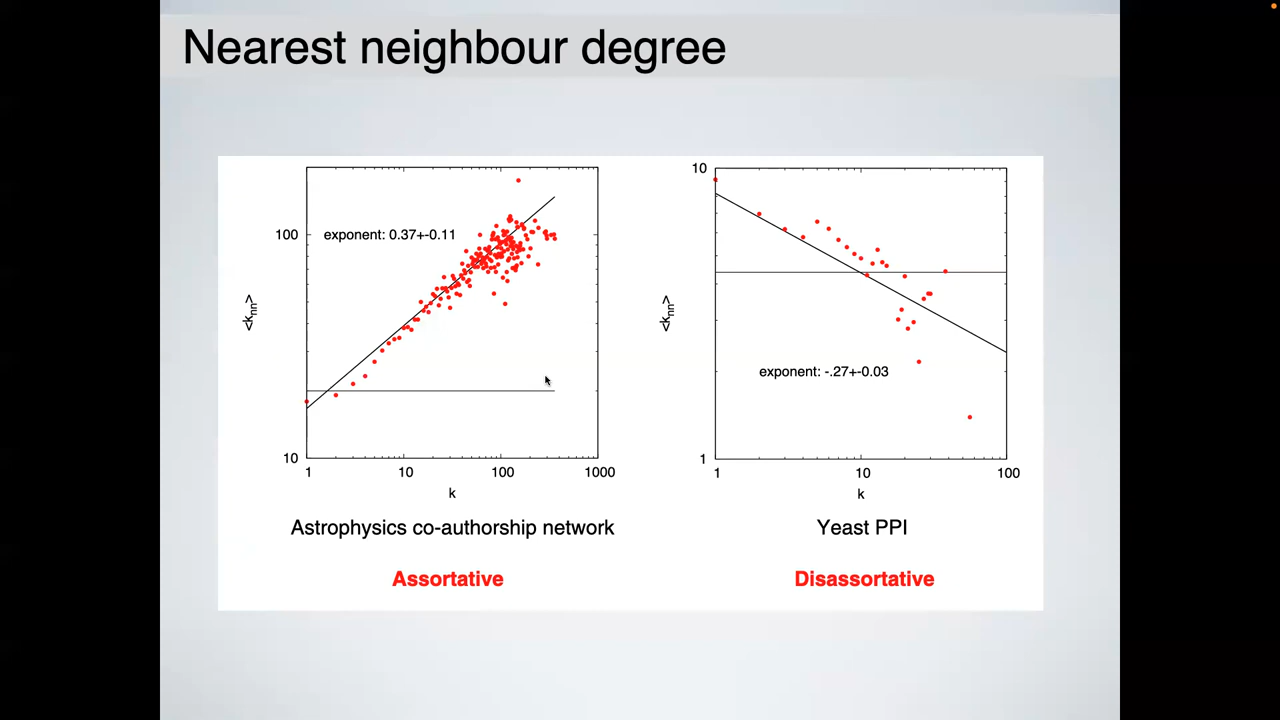 Nearest neighbour degree
exponent: 0.37+-0.11
100
10
<knn>
1 10 100 1000
k
Astrophysics co-authorship network
Assortative
10
1
<knn>
exponent: -.27+-0.03
1 10 100
k
Yeast PPI
Disassortative